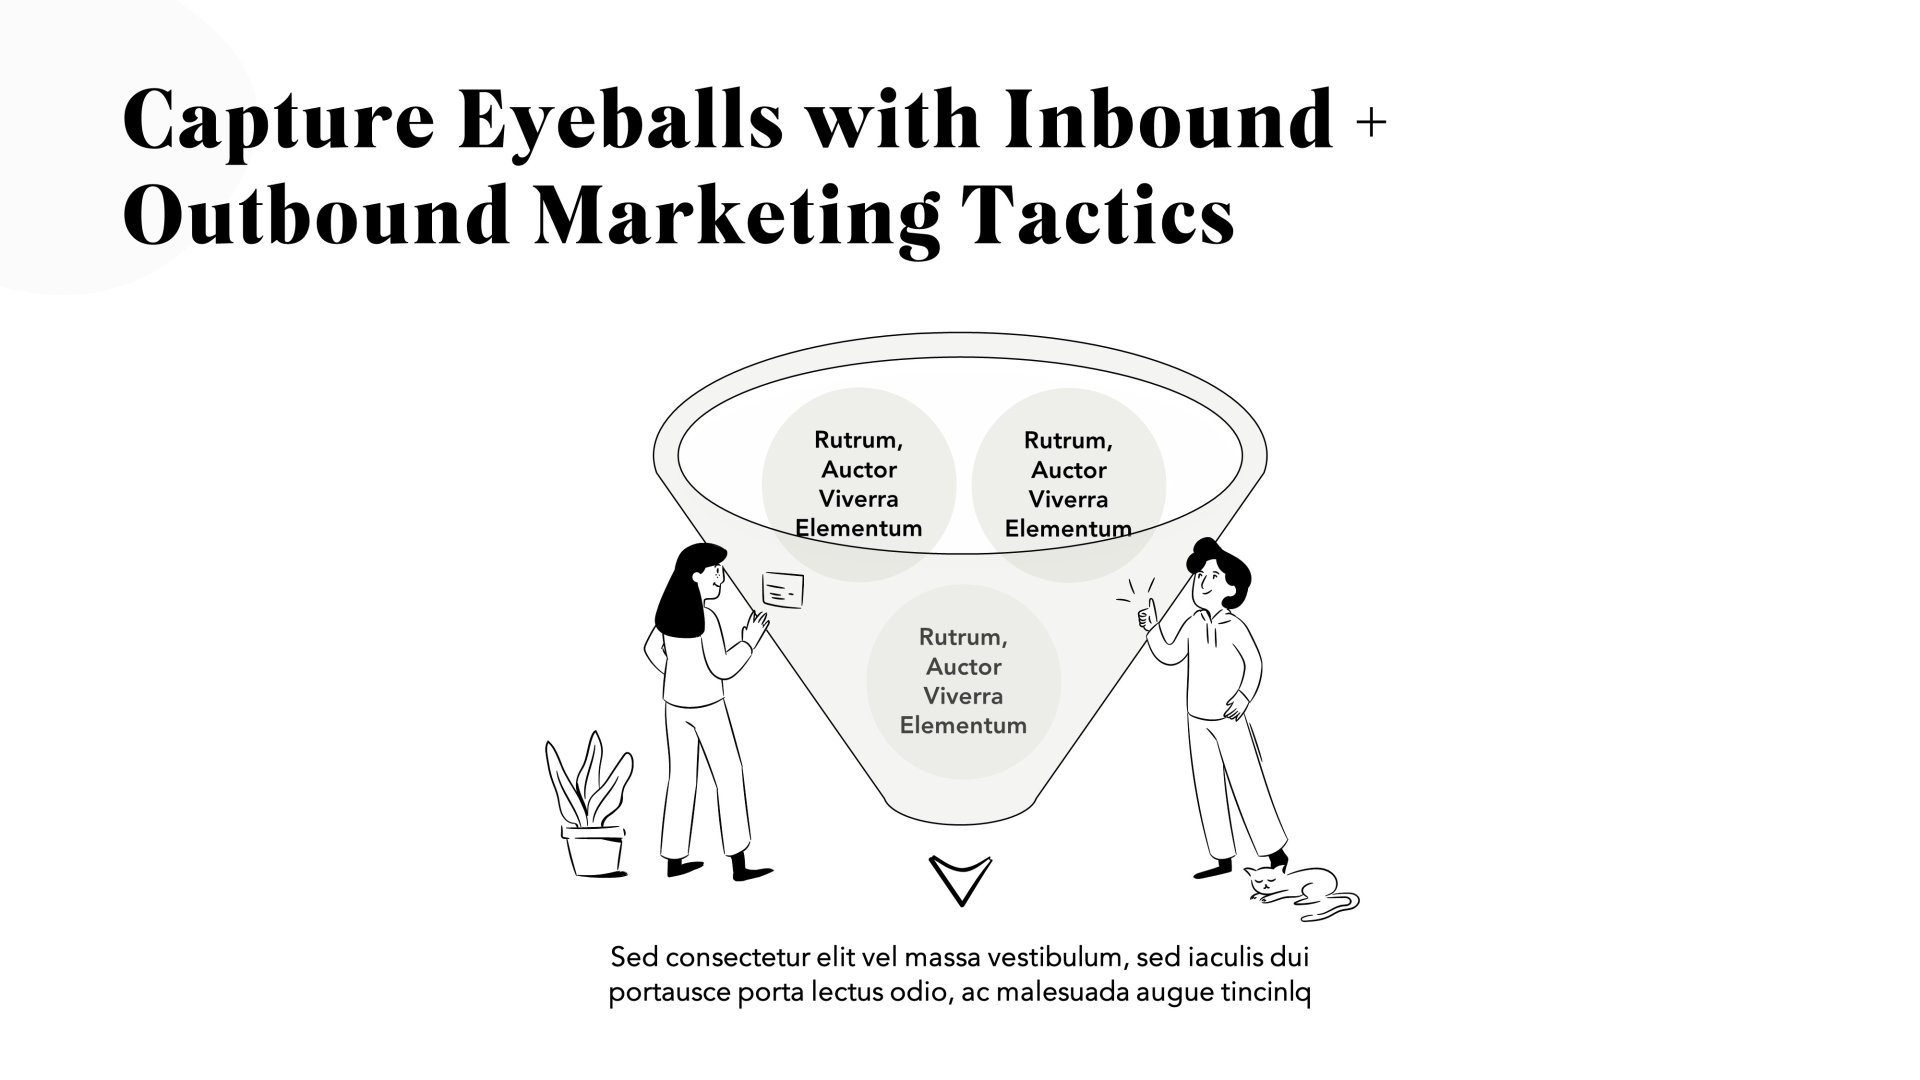 Capture Eyeballs with Inbound +
Outbound Marketing Tactics
Rutrum,
Auctor
Viverra
Elementum
Rutrum,
Auctor
Viverra
Elementum
Rutrum,
Auctor
Viverra
Elementum
Sed consectetur elit vel massa vestibulum, sed iaculis dui
portausce porta lectus odio, ac malesuada augue tincinlq